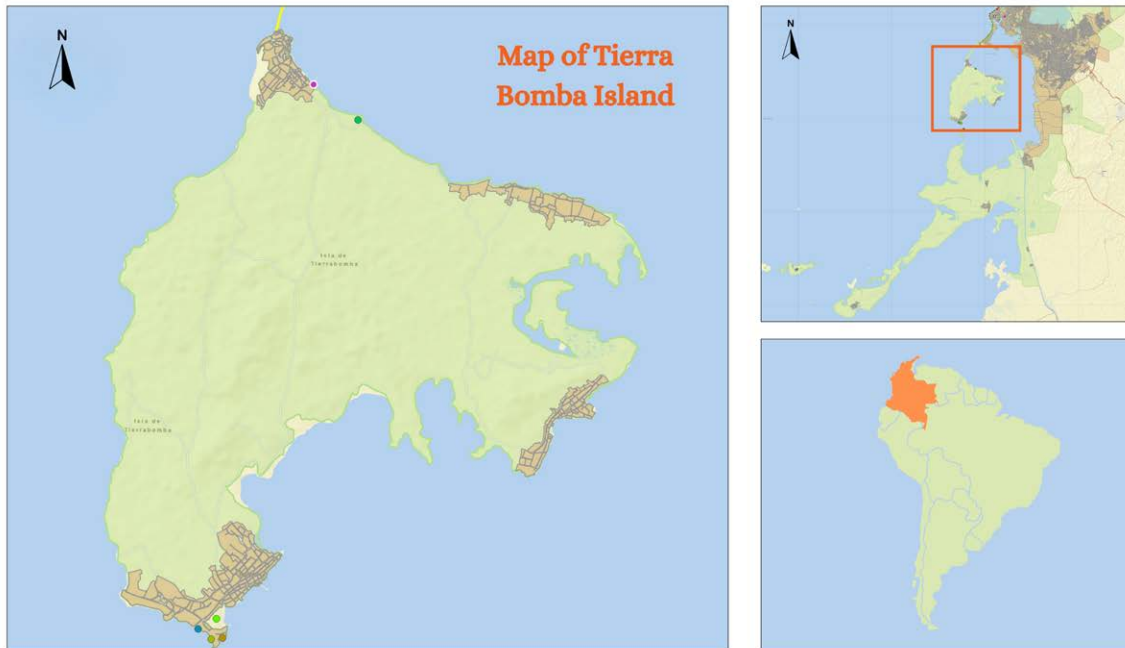 N
Map of Tierra
Bomba Island
Isla de
Tierrabomba
Isla de
Tierrabomba
N